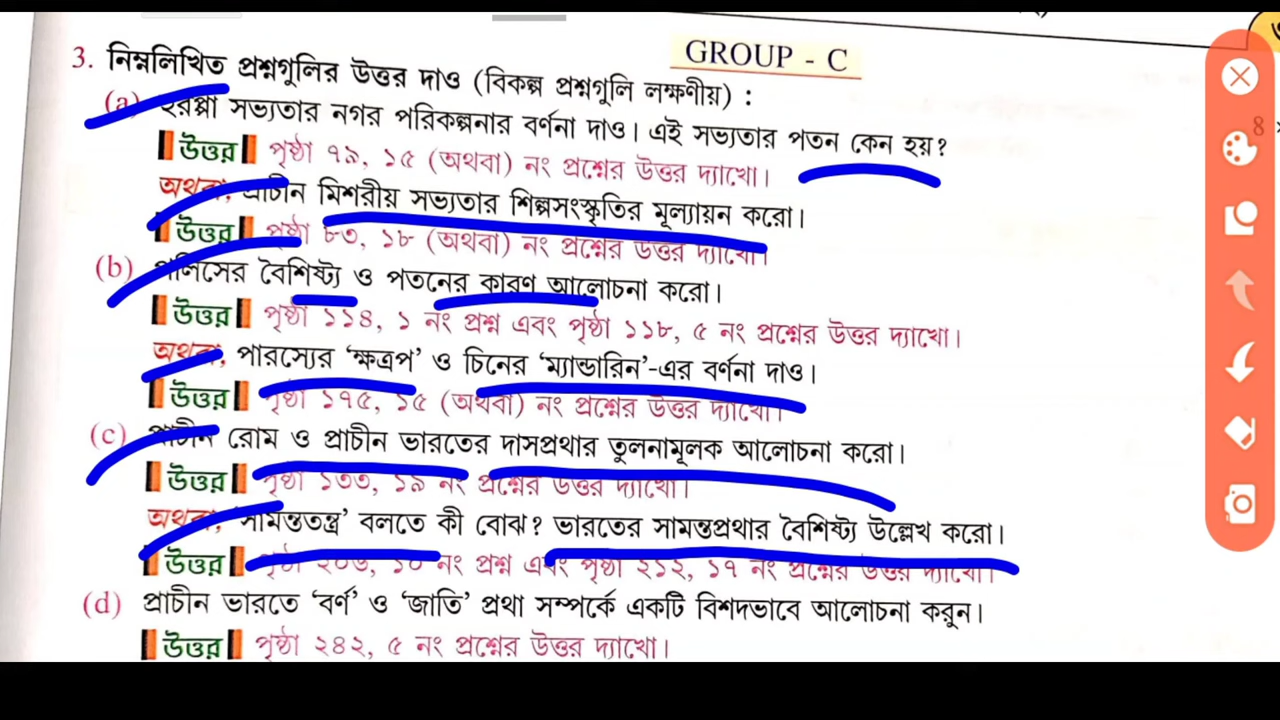 GROUP - C
3. নিম্নলিখিত প্রশ্নগুলির উত্তর দাও (বিকল্প প্রশ্নগুলি লক্ষণীয়) :
(a) হরপ্পা সভ্যতার নগর পরিকল্পনার বর্ণনা দাও। এই সভ্যতার পতন কেন হয়? 8
উত্তর পৃষ্ঠা ৭৯, ১৫ (অথবা) নং প্রশ্নের উত্তর দ্যাখো।
অথবা, প্রাচীন মিশরীয় সভ্যতার শিল্পসংস্কৃতির মূল্যায়ন করো।
উত্তর পৃষ্ঠা ৮৩, ১৮ (অথবা) নং প্রশ্নের উত্তর দ্যাখো।
(b) পলিসের বৈশিষ্ট্য ও পতনের কারণ আলোচনা করো।
উত্তর পৃষ্ঠা ১১৪, ১ নং প্রশ্ন এবং পৃষ্ঠা ১১৮, ৫ নং প্রশ্নের উত্তর দ্যাখো।
অথবা, পারস্যের ‘ক্ষত্রপ’ ও চিনের ‘ম্যান্ডারিন’-এর বর্ণনা দাও।
উত্তর পৃষ্ঠা ১৭৫, ১৫ (অথবা) নং প্রশ্নের উত্তর দ্যাখো।
(c) প্রাচীন রোম ও প্রাচীন ভারতের দাসপ্রথার তুলনামূলক আলোচনা করো।
উত্তর পৃষ্ঠা ১৩৩, ১৯ নং প্রশ্নের উত্তর দ্যাখো।
অথবা, ‘সামন্ততন্ত্র’ বলতে কী বোঝ? ভারতের সামন্তপ্রথার বৈশিষ্ট্য উল্লেখ করো।
উত্তর পৃষ্ঠা ২০৬, ১০ নং প্রশ্ন এবং পৃষ্ঠা ২১২, ১৭ নং প্রশ্নের উত্তর দ্যাখো।
(d) প্রাচীন ভারতে ‘বর্ণ’ ও ‘জাতি’ প্রথা সম্পর্কে একটি বিশদভাবে আলোচনা করুন।
উত্তর পৃষ্ঠা ২৪২, ৫ নং প্রশ্নের উত্তর দ্যাখো।